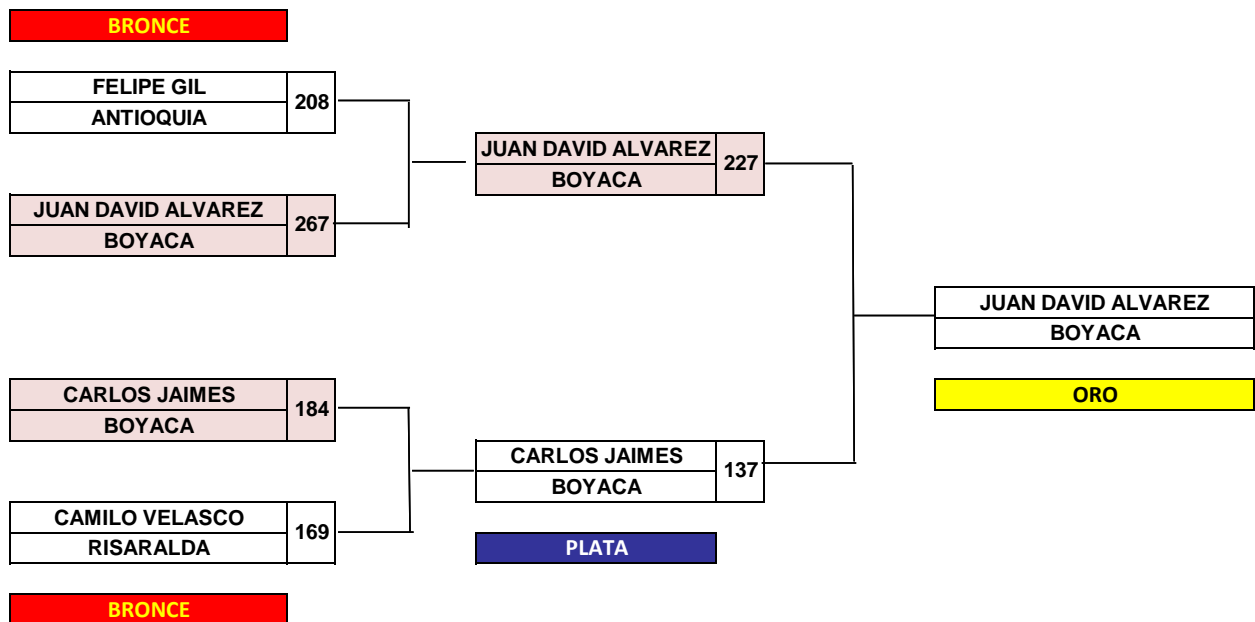 BRONCE
FELIPE GIL
208
ANTIOQUIA
JUAN DAVID ALVAREZ
267
BOYACA
CARLOS JAIMES
184
BOYACA
CAMILO VELASCO
169
RISARALDA
BRONCE
JUAN DAVID ALVAREZ
227
BOYACA
CARLOS JAIMES
137
BOYACA
PLATA
JUAN DAVID ALVAREZ
BOYACA
ORO